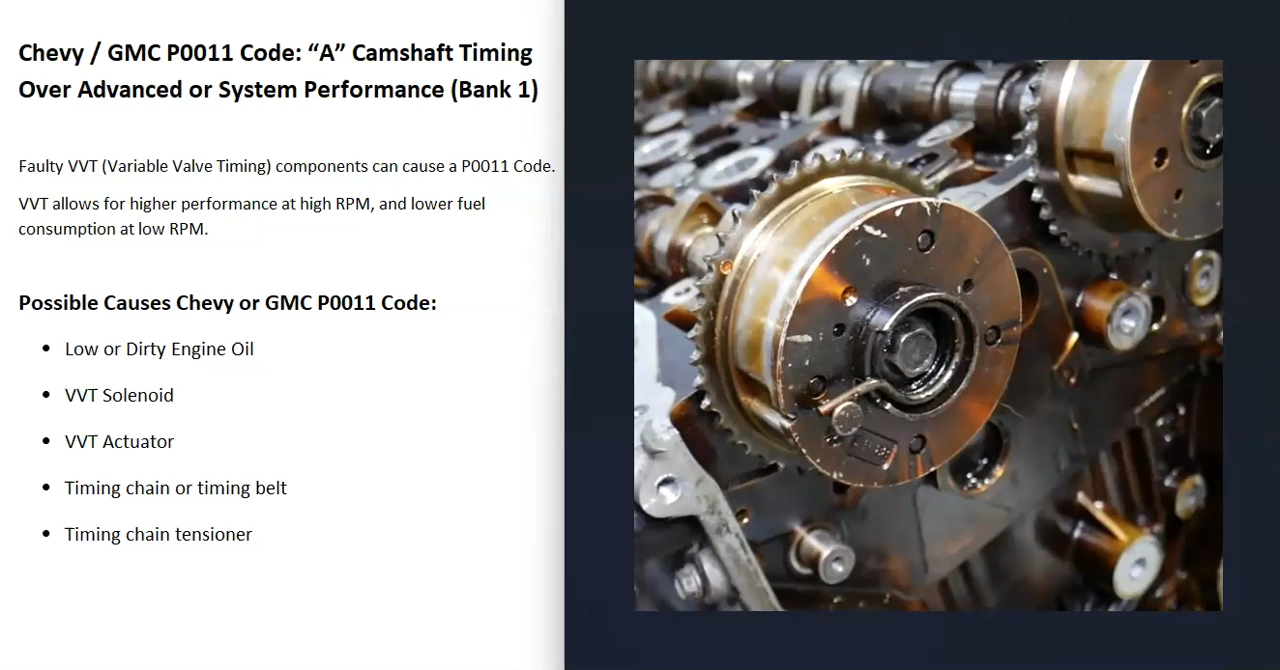 Chevy / GMC P0011 Code: “A” Camshaft Timing
Over Advanced or System Performance (Bank 1)
Faulty VVT (Variable Valve Timing) components can cause a P0011 Code.
VVT allows for higher performance at high RPM, and lower fuel
consumption at low RPM.
Possible Causes Chevy or GMC P0011 Code:
• Low or Dirty Engine Oil
• VVT Solenoid
• VVT Actuator
• Timing chain or timing belt
• Timing chain tensioner